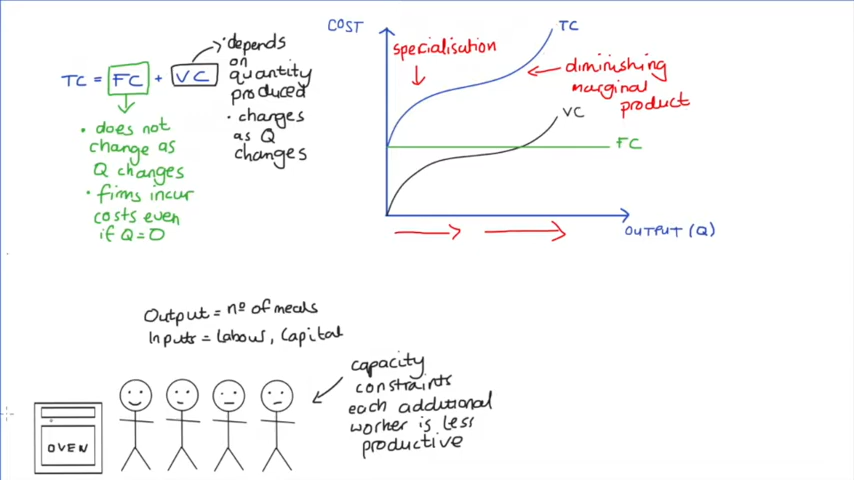 TC = FC + VC
• depends
on
quantity
produced
• changes
as Q
changes
• does not
change as
Q changes
• firms incur
costs even
if Q = 0
COST
TC
specialisation
diminishing
marginal
product
VC
FC
OUTPUT (Q)
Output = nº of meals
Inputs = Labour, Capital
capacity
constraints
each additional
worker is less
productive
OVEN